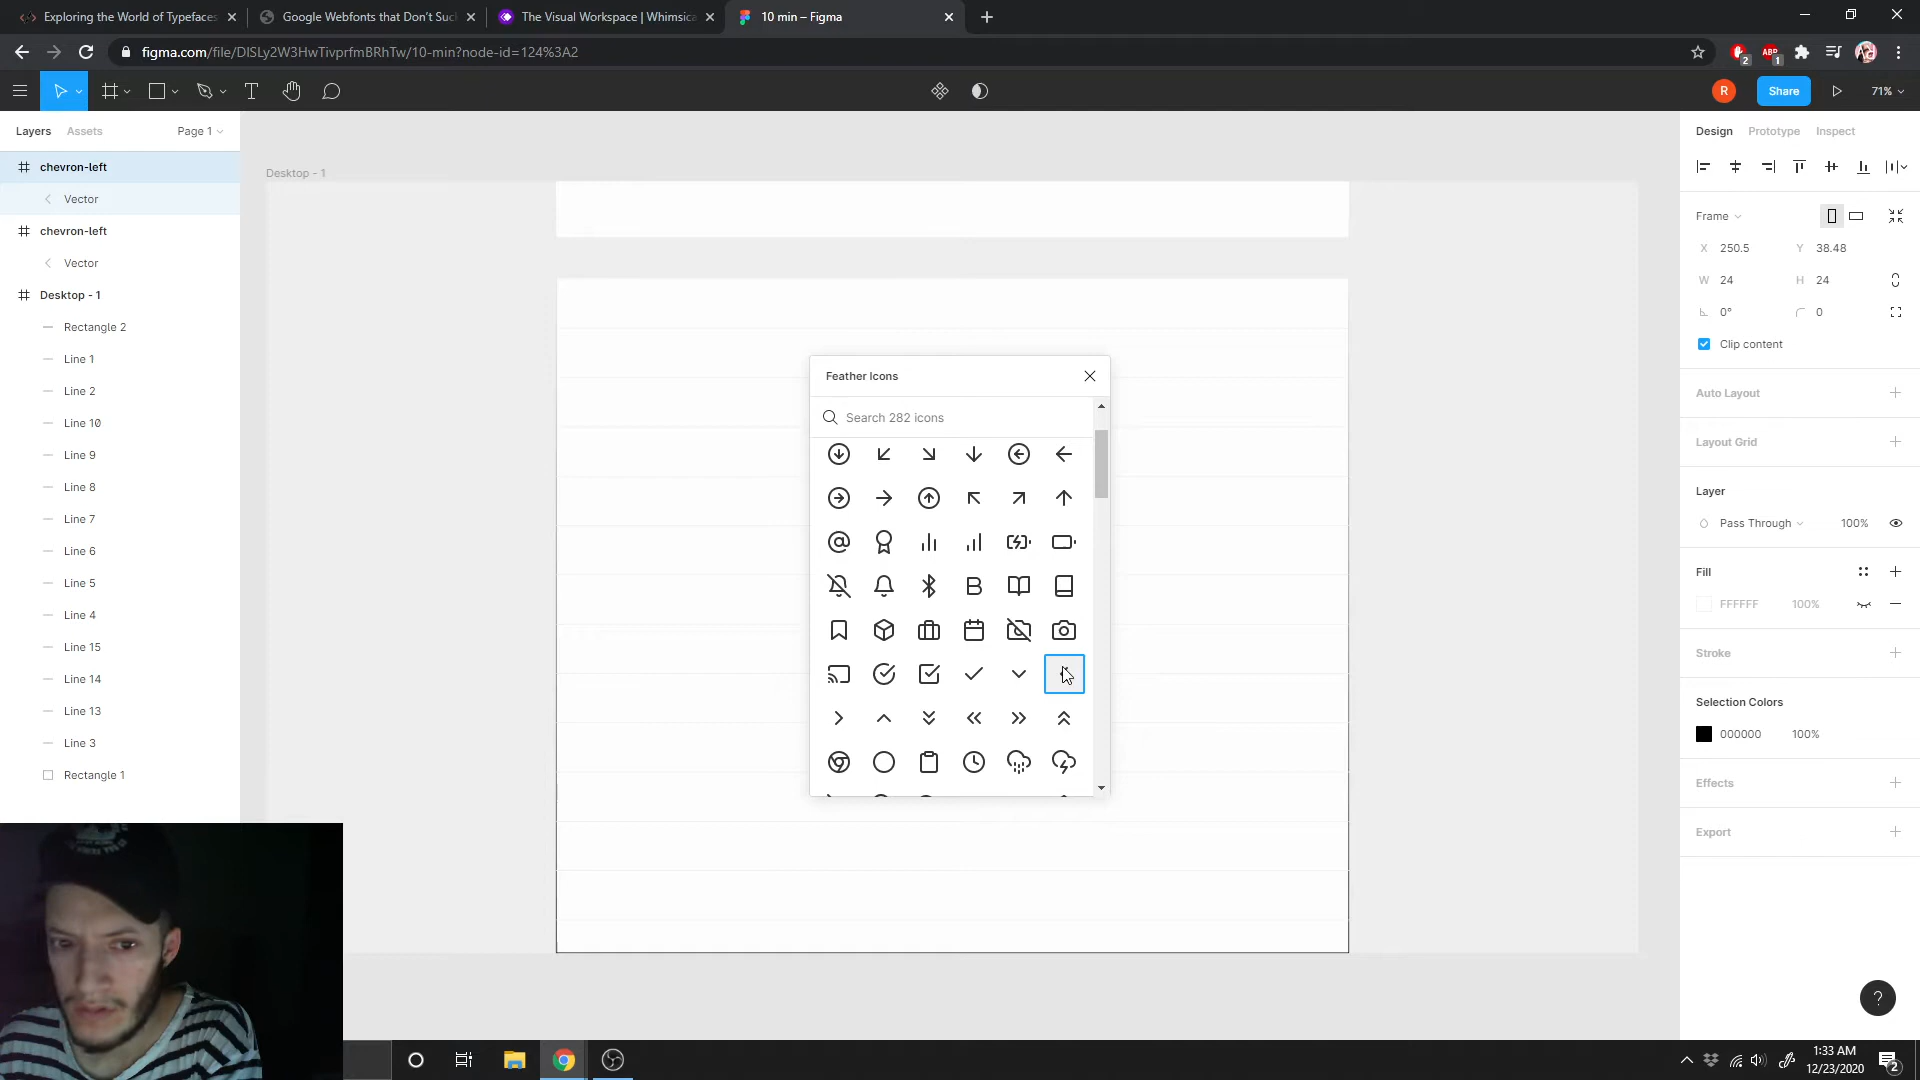 Exploring the World of Typefaces
Google Webfonts that Don't Suck
The Visual Workspace | Whimsica
10 min – Figma
figma.com/file/DISLy2W3HwTivprfmBRhTw/10-min?node-id=124%3A2
2
ABP
1
R
Share
71%
Layers
Assets
Page 1
chevron-left
Vector
chevron-left
Vector
Desktop - 1
Rectangle 2
Line 1
Line 2
Line 10
Line 9
Line 8
Line 7
Line 6
Line 5
Line 4
Line 15
Line 14
Line 13
Line 3
Rectangle 1
Desktop - 1
Feather Icons
Search 282 icons
Design
Prototype
Inspect
Frame
X 250.5
Y 38.48
W 24
H 24
0°
0
Clip content
Auto Layout
Layout Grid
Layer
Pass Through
100%
Fill
FFFFFF
100%
Stroke
Selection Colors
000000
100%
Effects
Export
?
1:33 AM
12/23/2020
2